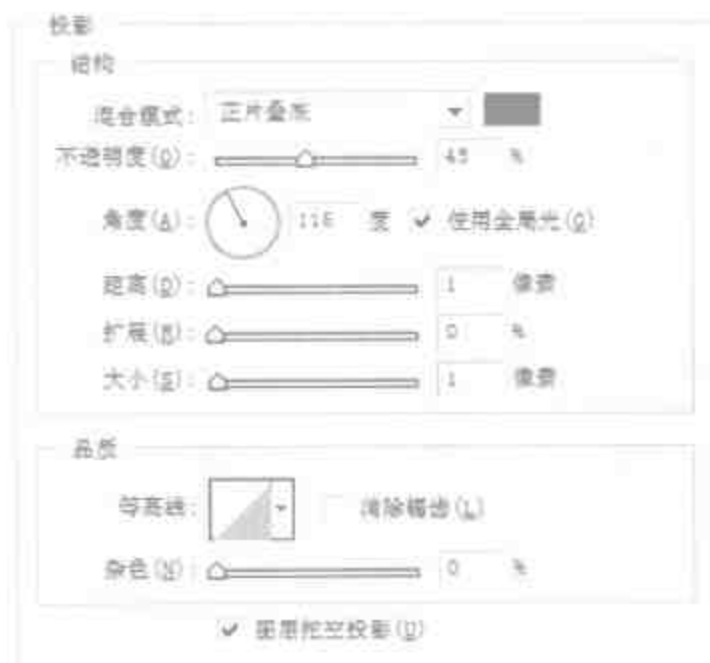 投影
结构
混合模式: 正片叠底
不透明度(O): 45 %
角度(A): 116 度 使用全局光(G)
距离(D): 1 像素
扩展(R): 0 %
大小(S): 1 像素
品质
等高线: 消除锯齿(L)
杂色(N): 0 %
图层挖空投影(U)